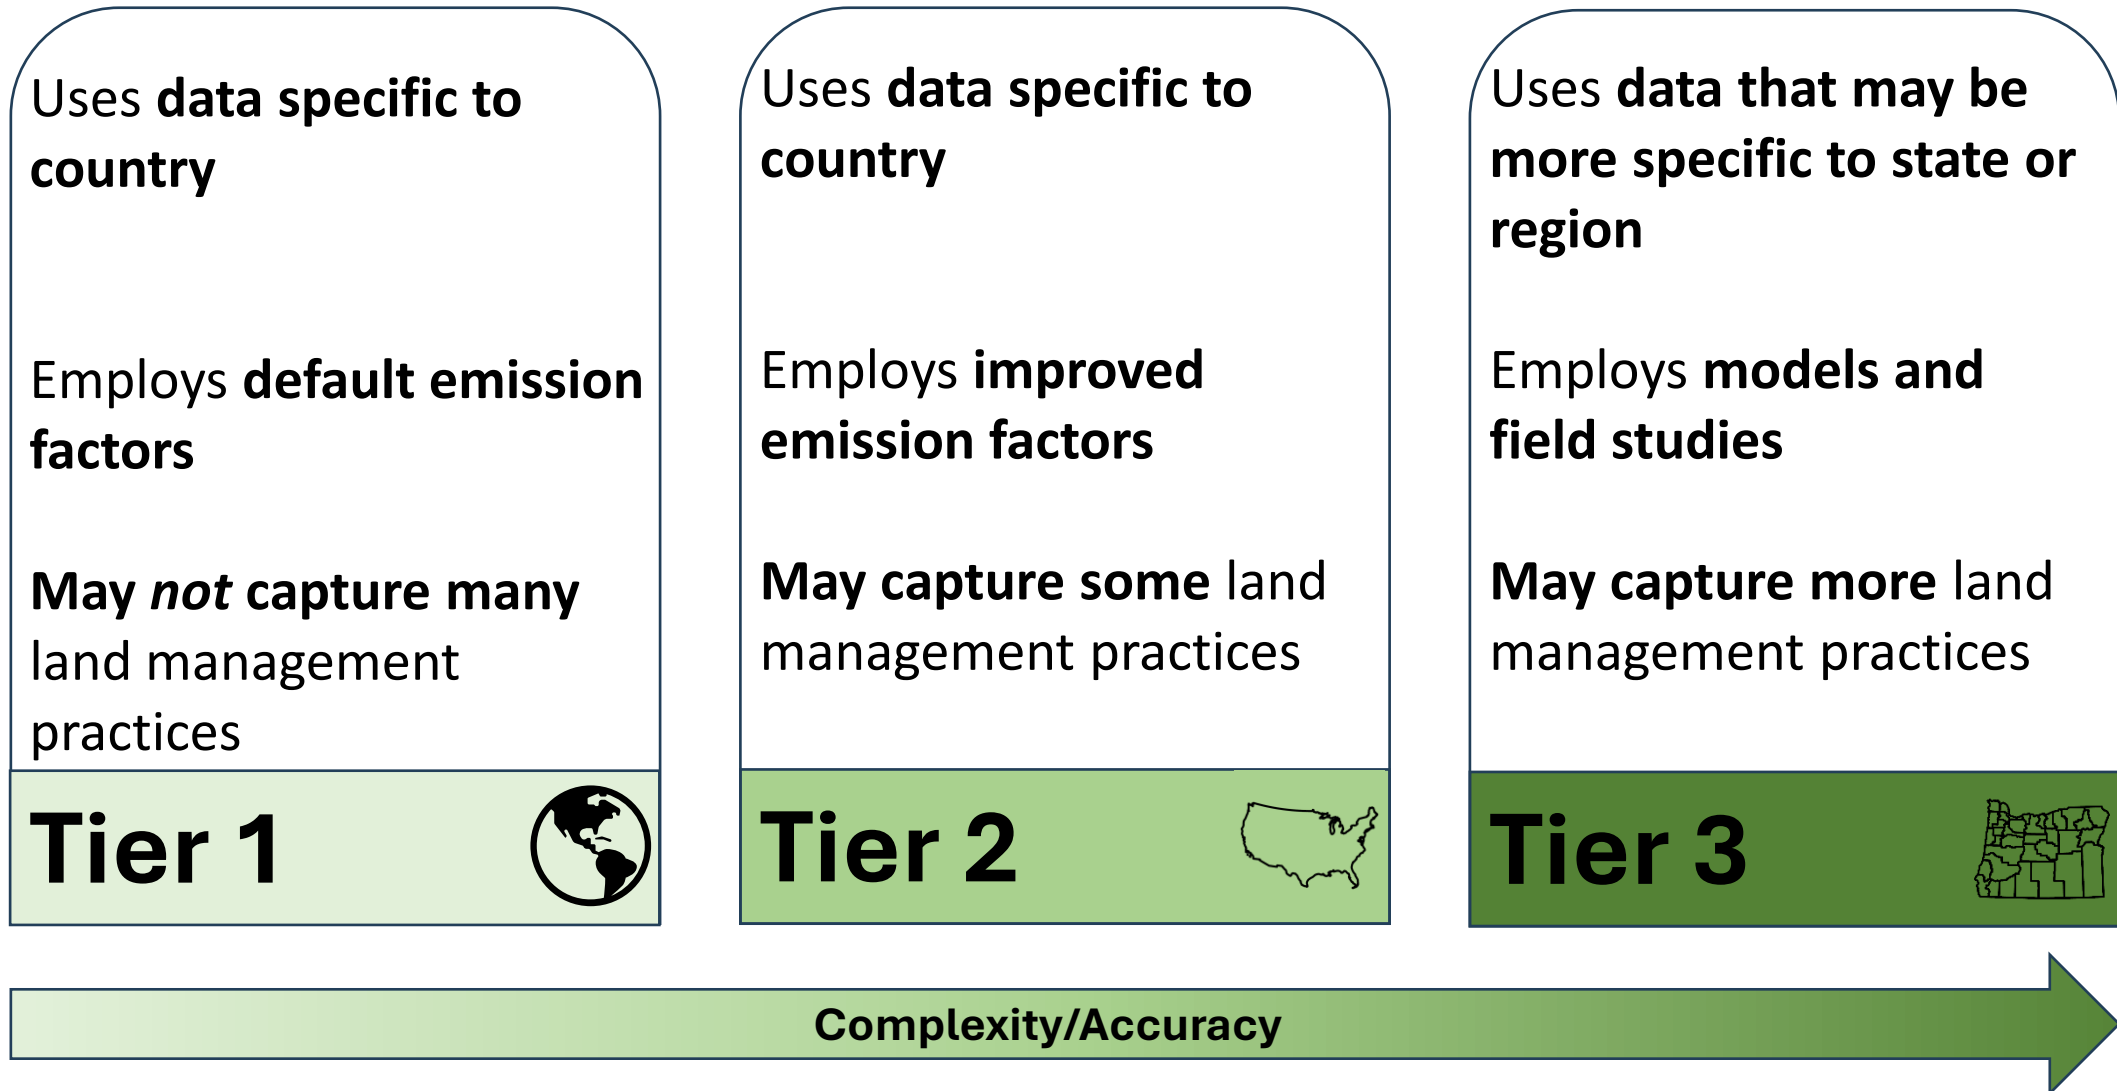 Uses data specific to
country
Employs default emission
factors
May not capture many
land management
practices
Tier 1
Uses data specific to
country
Employs improved
emission factors
May capture some land
management practices
Tier 2
Uses data that may be
more specific to state or
region
Employs models and
field studies
May capture more land
management practices
Tier 3
Complexity/Accuracy